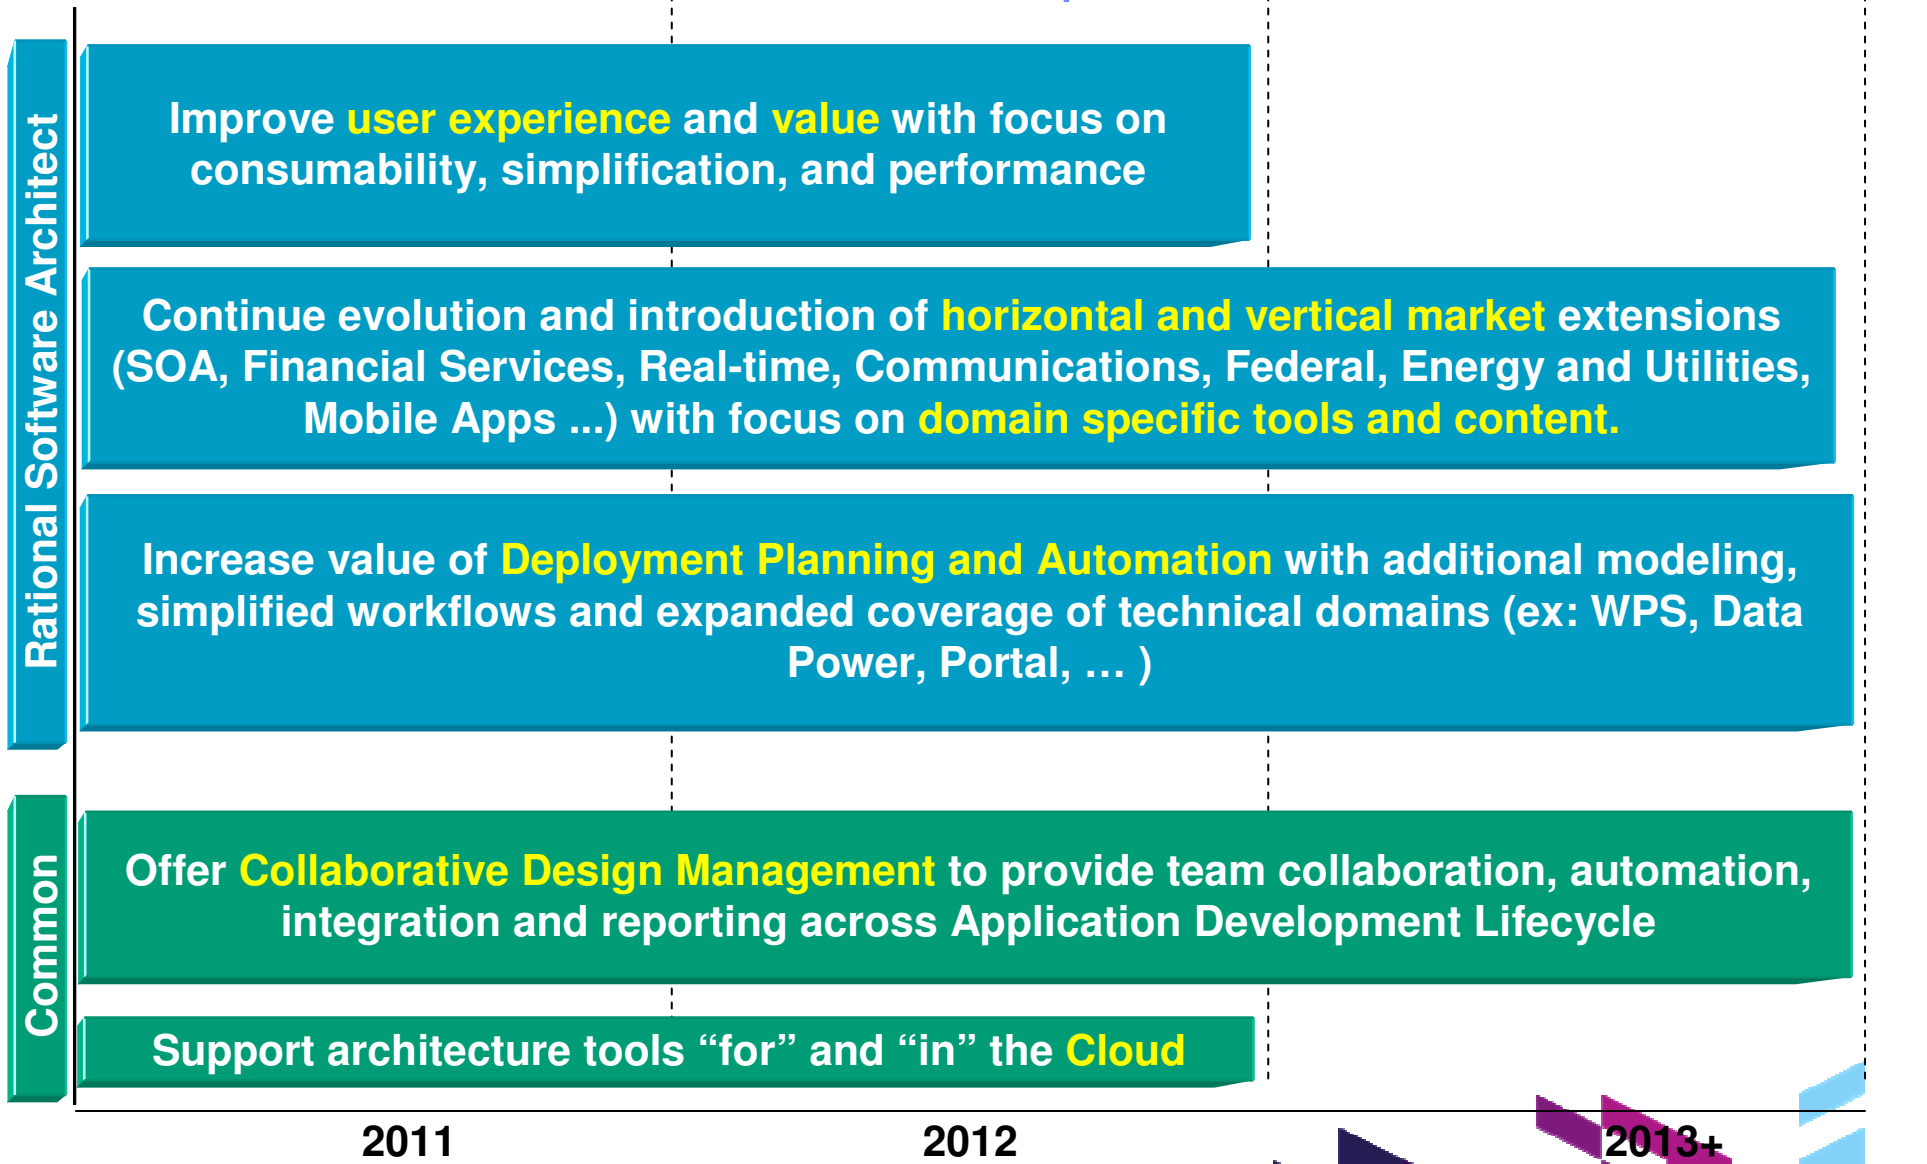 Rational Software Architect
Improve user experience and value with focus on
consumability, simplification, and performance
Continue evolution and introduction of horizontal and vertical market extensions
(SOA, Financial Services, Real-time, Communications, Federal, Energy and Utilities,
Mobile Apps ...) with focus on domain specific tools and content.
Increase value of Deployment Planning and Automation with additional modeling,
simplified workflows and expanded coverage of technical domains (ex: WPS, Data
Power, Portal, … )
Common
Offer Collaborative Design Management to provide team collaboration, automation,
integration and reporting across Application Development Lifecycle
Support architecture tools “for” and “in” the Cloud
2011
2012
2013+